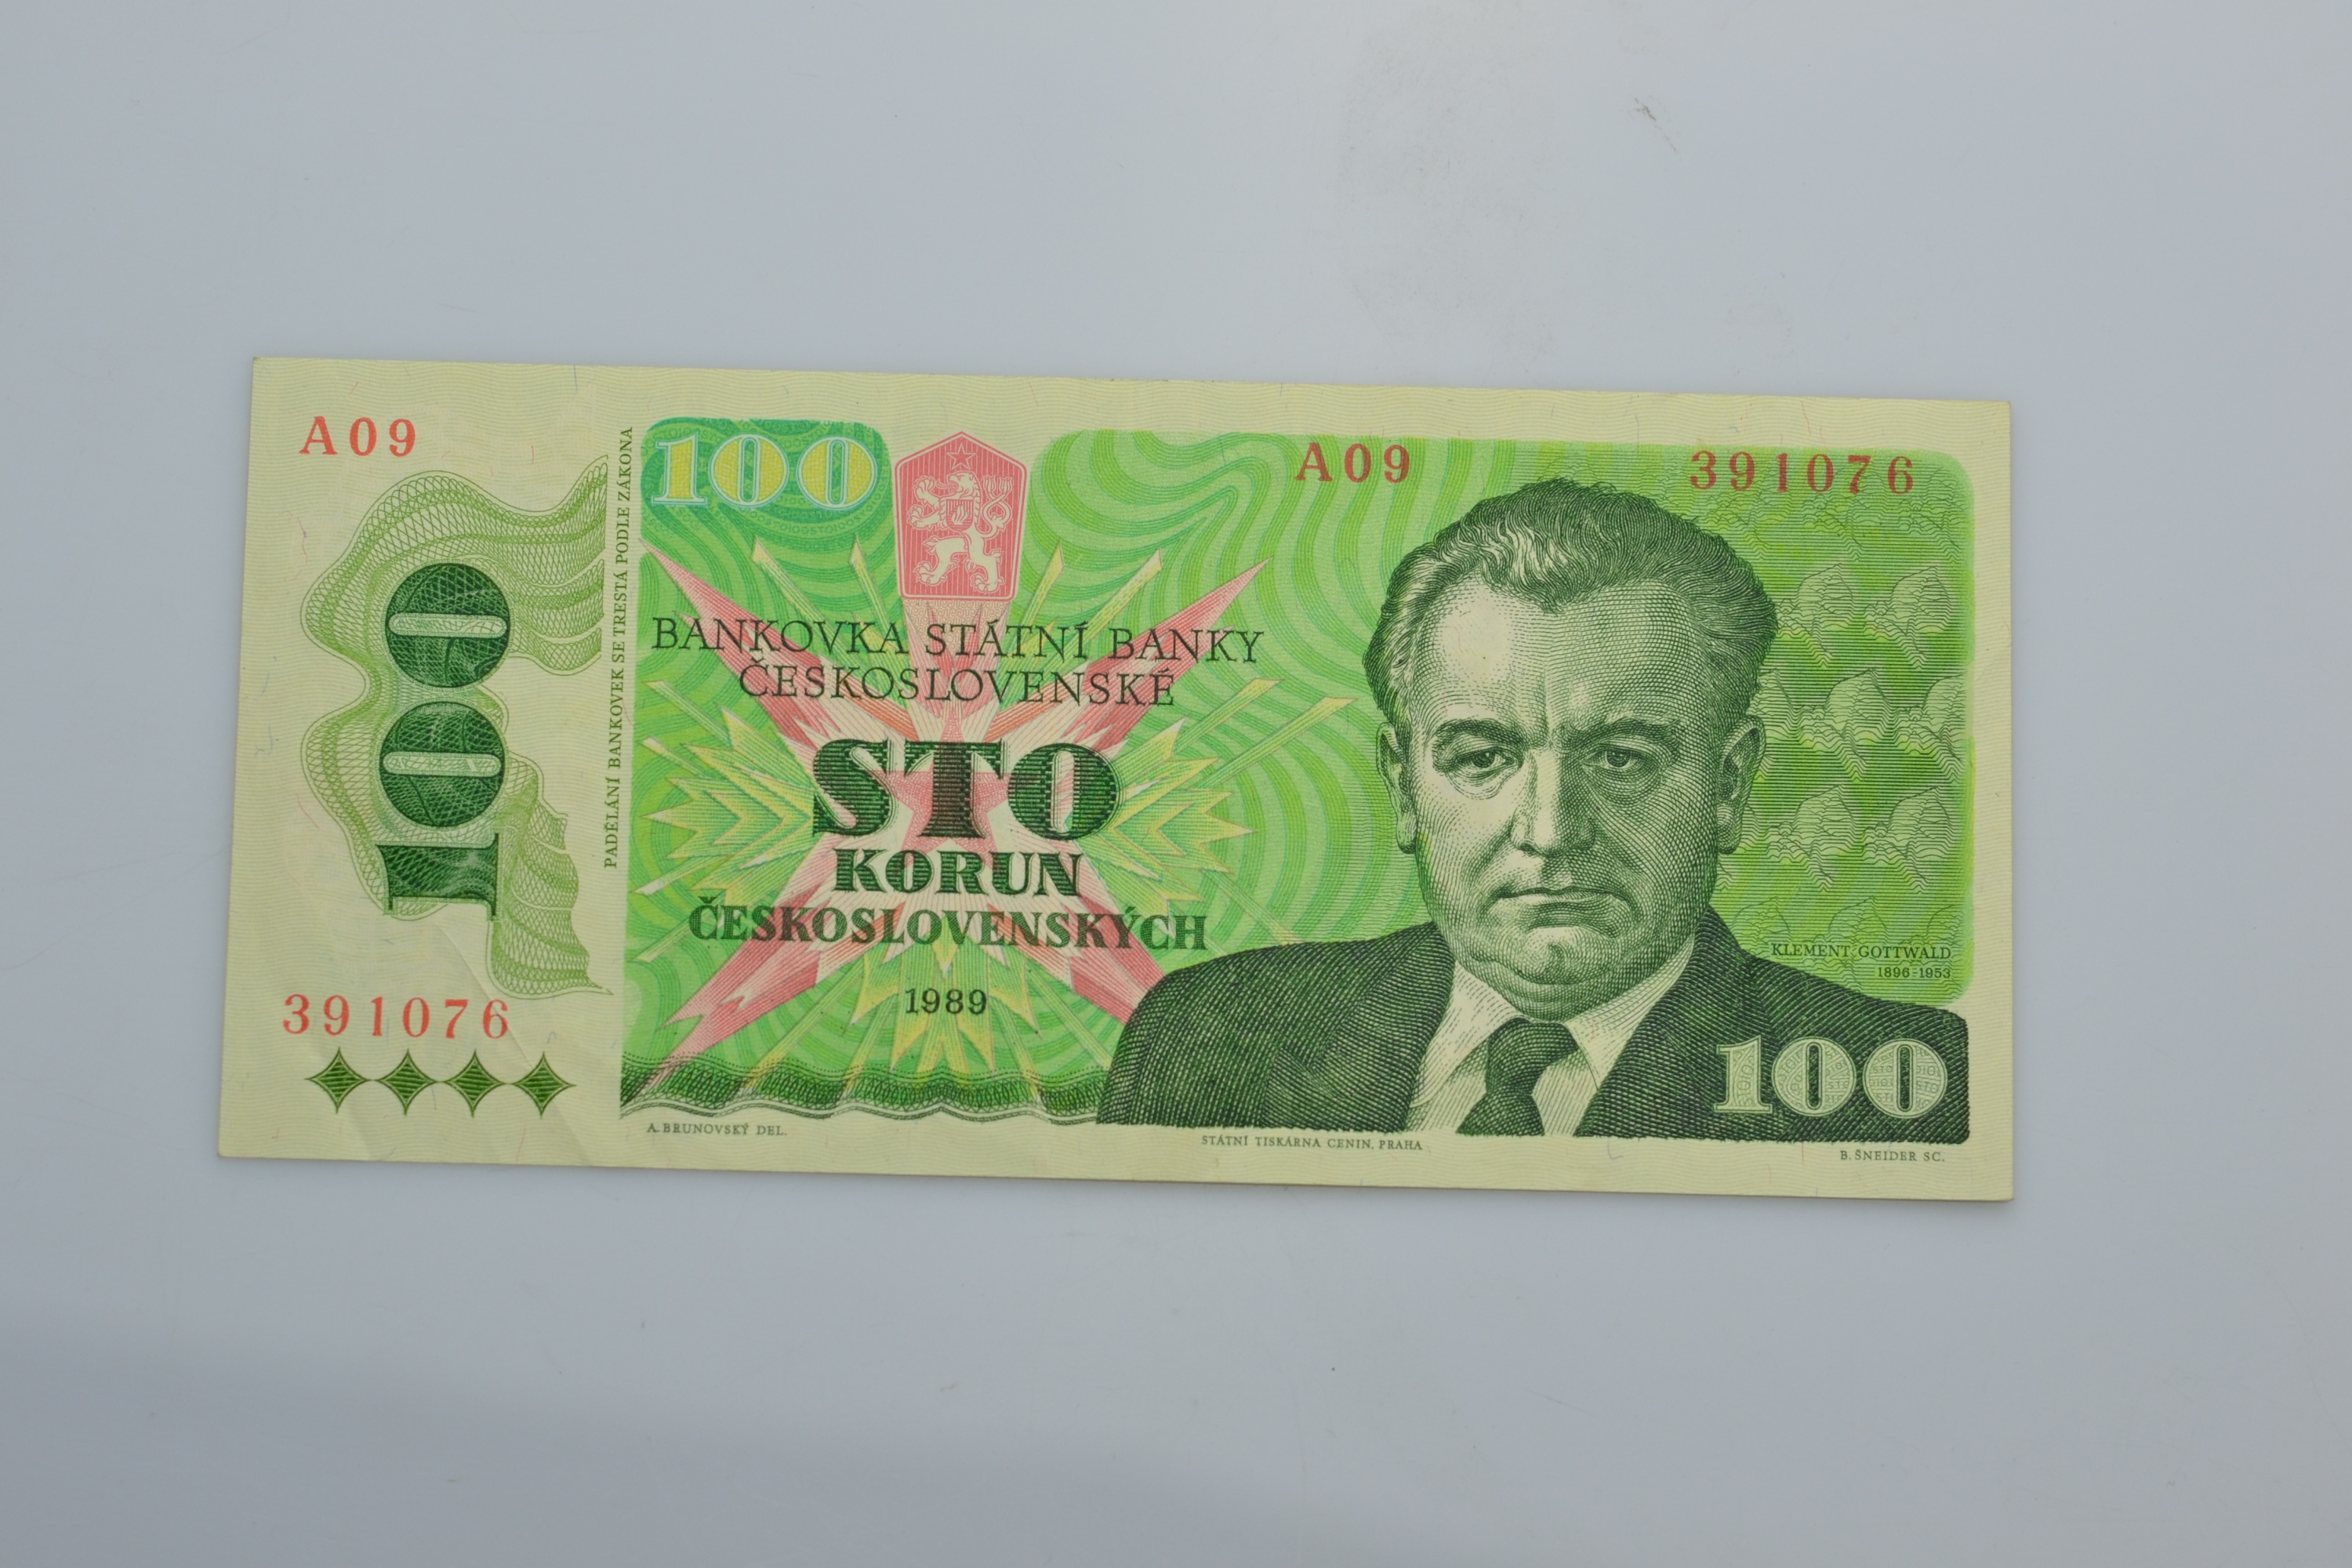 A09
100
PADĚLÁNÍ BANKOVEK SE TRESTÁ PODLE ZÁKONA
391076
100
A09
391076
BANKOVKA STÁTNÍ BANKY
ČESKOSLOVENSKÉ
STO
KORUN
ČESKOSLOVENSKÝCH
1989
KLEMENT GOTTWALD
1896-1953
100
A. BRUNOVSKÝ DEL.
STÁTNÍ TISKÁRNA CENIN, PRAHA
B. ŠNEIDER SC.